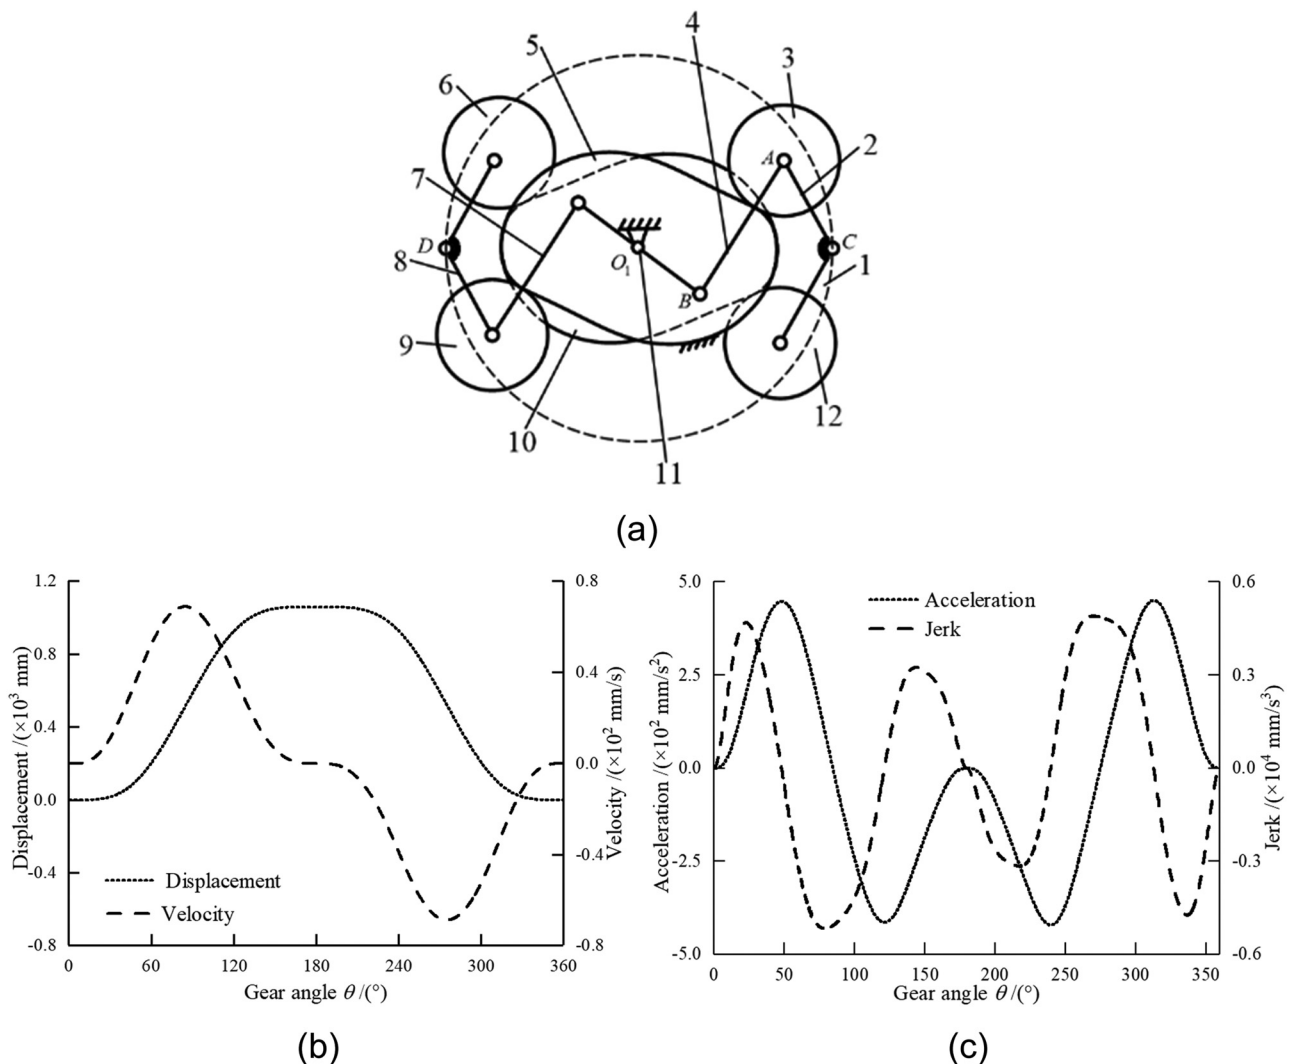 4
5
3
6
A
2
7
D
C
O1
8
1
B
9
12
10
11
(a)
1.2
0.8
0.4
0.0
-0.4
-0.8
Displacement /(×10³ mm)
0.8
0.4
0.0
-0.4
-0.8
Velocity /(×10² mm/s)
Displacement
Velocity
0 60 120 180 240 300 360
Gear angle θ /(°)
(b)
5.0
2.5
0.0
-2.5
-5.0
Acceleration /(×10² mm/s²)
0.6
0.3
0.0
-0.3
-0.6
Jerk /(×10⁴ mm/s³)
Acceleration
Jerk
0 50 100 150 200 250 300 350
Gear angle θ /(°)
(c)